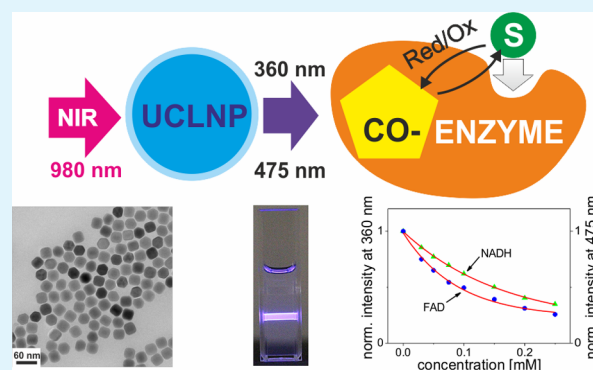 Red/Ox
S
NIR
980 nm
UCLNP
360 nm
475 nm
CO-
ENZYME
60 nm
norm. intensity at 360 nm
1
0
NADH
FAD
0.0
0.1
0.2
concentration [mM]
1
0
norm. intensity at 475 nm